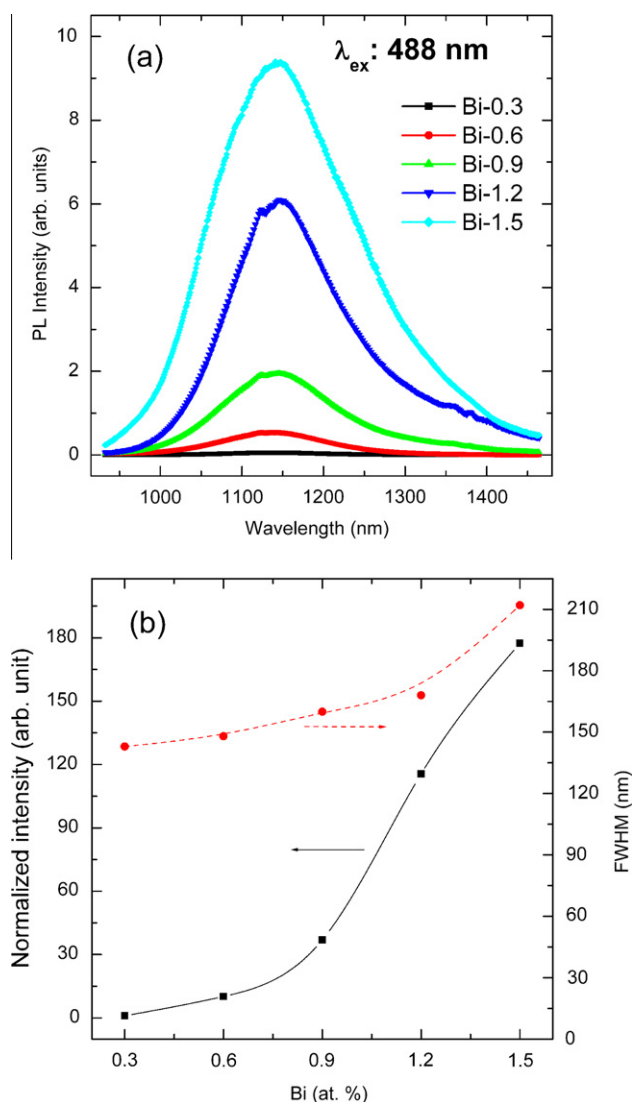 (a)
λex: 488 nm
Bi-0.3
Bi-0.6
Bi-0.9
Bi-1.2
Bi-1.5
PL Intensity (arb. units)
10
8
6
4
2
0
1000 1100 1200 1300 1400
Wavelength (nm)
(b)
Normalized intensity (arb. unit)
180
150
120
90
60
30
0
210
180
150
120
90
60
30
0
FWHM (nm)
0.3 0.6 0.9 1.2 1.5
Bi (at. %)